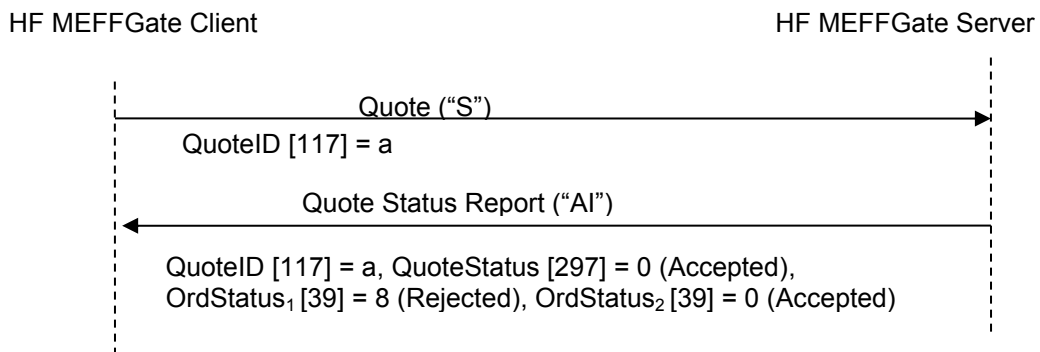 HF MEFFGate Client HF MEFFGate Server
Quote (“S”)
QuoteID [117] = a
Quote Status Report (“AI”)
QuoteID [117] = a, QuoteStatus [297] = 0 (Accepted),
OrdStatus₁ [39] = 8 (Rejected), OrdStatus₂ [39] = 0 (Accepted)